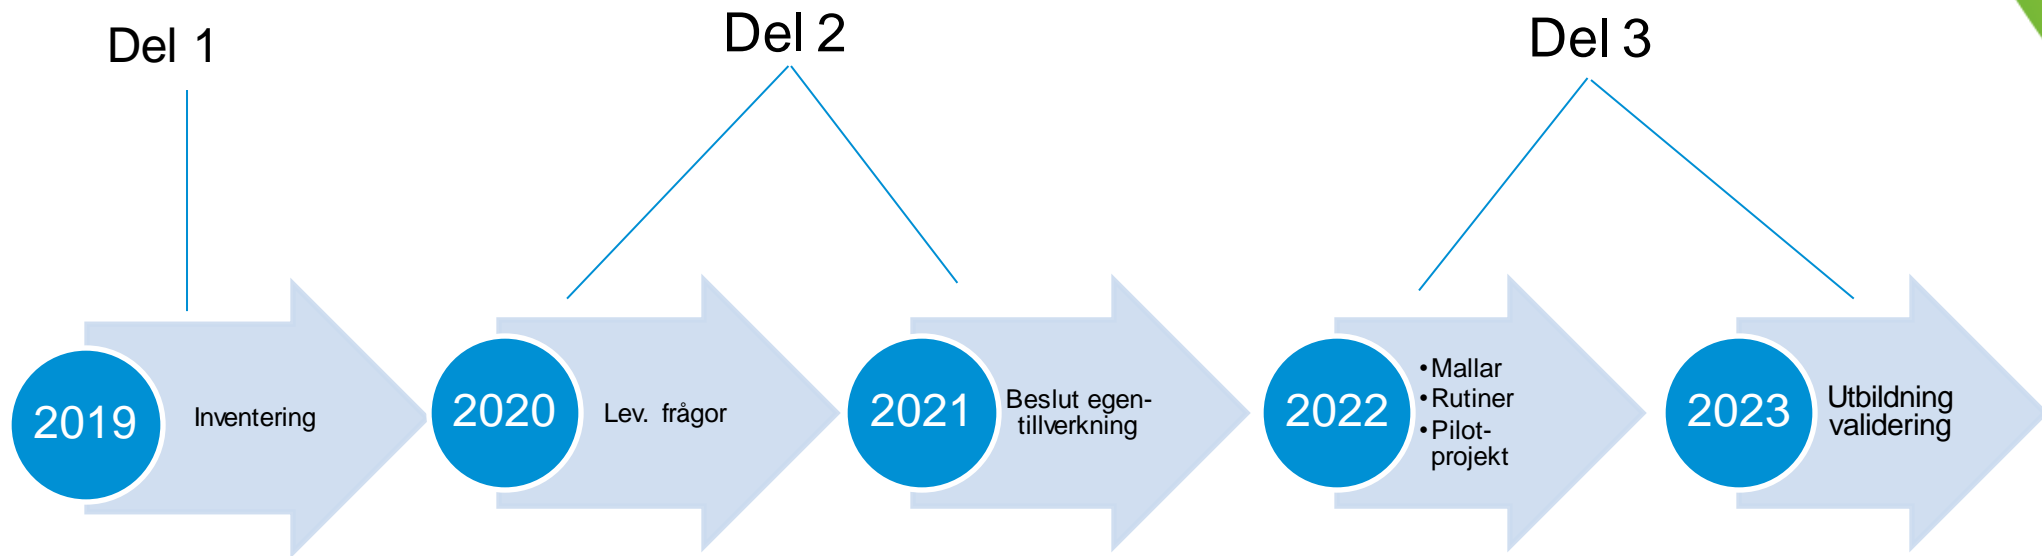 Del 1
Del 2
Del 3
2019
Inventering
2020
Lev. frågor
2021
Beslut egen-
tillverkning
2022
•Mallar
•Rutiner
•Pilot-
projekt
2023
Utbildning
validering